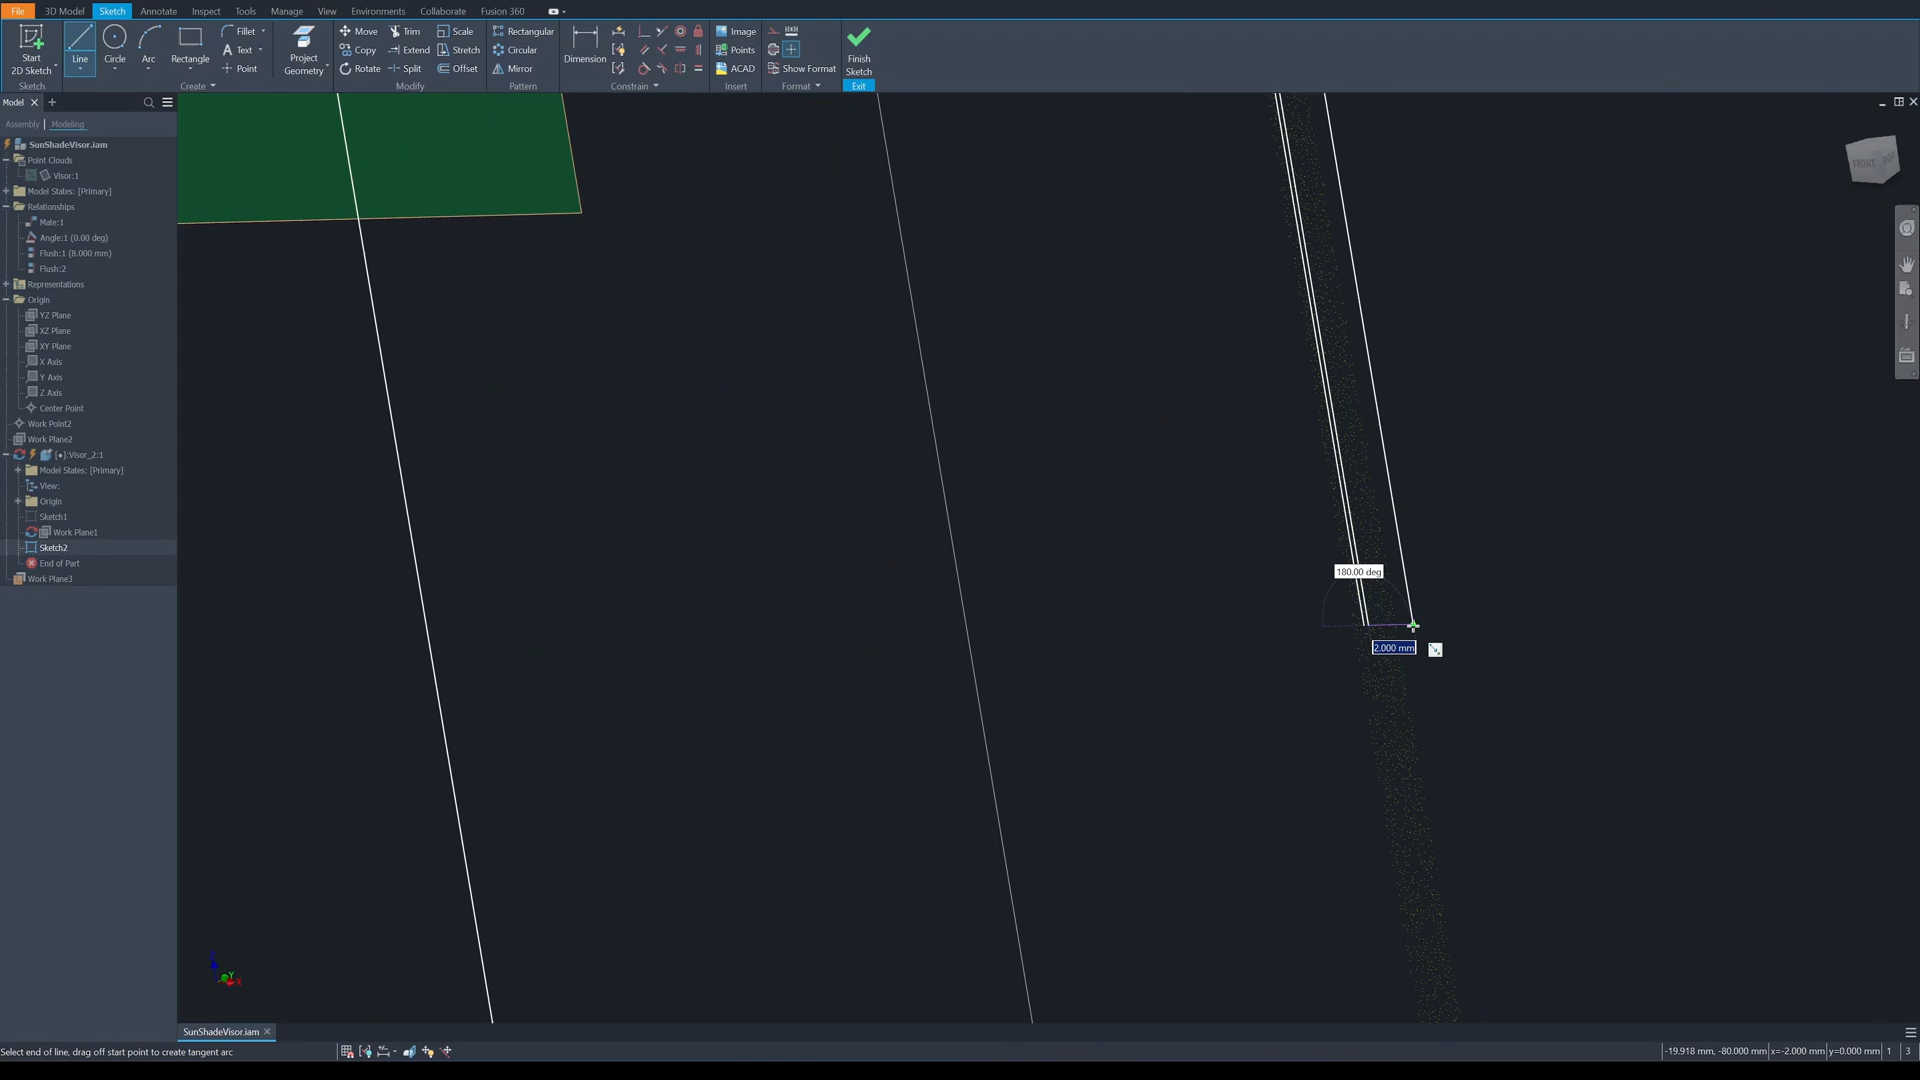 File 3D Model Sketch Annotate Inspect Tools Manage View Environments Collaborate Fusion 360
Start
2D Sketch
Line
Circle
Arc
Rectangle
Fillet
Text
Point
Project
Geometry
Move Trim Scale
Copy Extend Stretch
Rotate Split Offset
Rectangular
Circular
Mirror
Dimension
Image
Points
ACAD
Show Format
Finish
Sketch
Sketch Create Modify Pattern Constrain Insert Format Exit
Model
Assembly Modeling
SunShadeVisor.iam
Point Clouds
Visor:1
Model States: [Primary]
Relationships
Mate:1
Angle:1 (0.00 deg)
Flush:1 (8.000 mm)
Flush:2
Representations
Origin
YZ Plane
XZ Plane
XY Plane
X Axis
Y Axis
Z Axis
Center Point
Work Point2
Work Plane2
[●]:Visor_2:1
Model States: [Primary]
View:
Origin
Sketch1
Work Plane1
Sketch2
End of Part
Work Plane3
FRONT RIGHT
180.00 deg
2.000 mm
Y
X
SunShadeVisor.iam
Select end of line, drag off start point to create tangent arc
-19.918 mm, -80.000 mm x=-2.000 mm y=0.000 mm 1 3